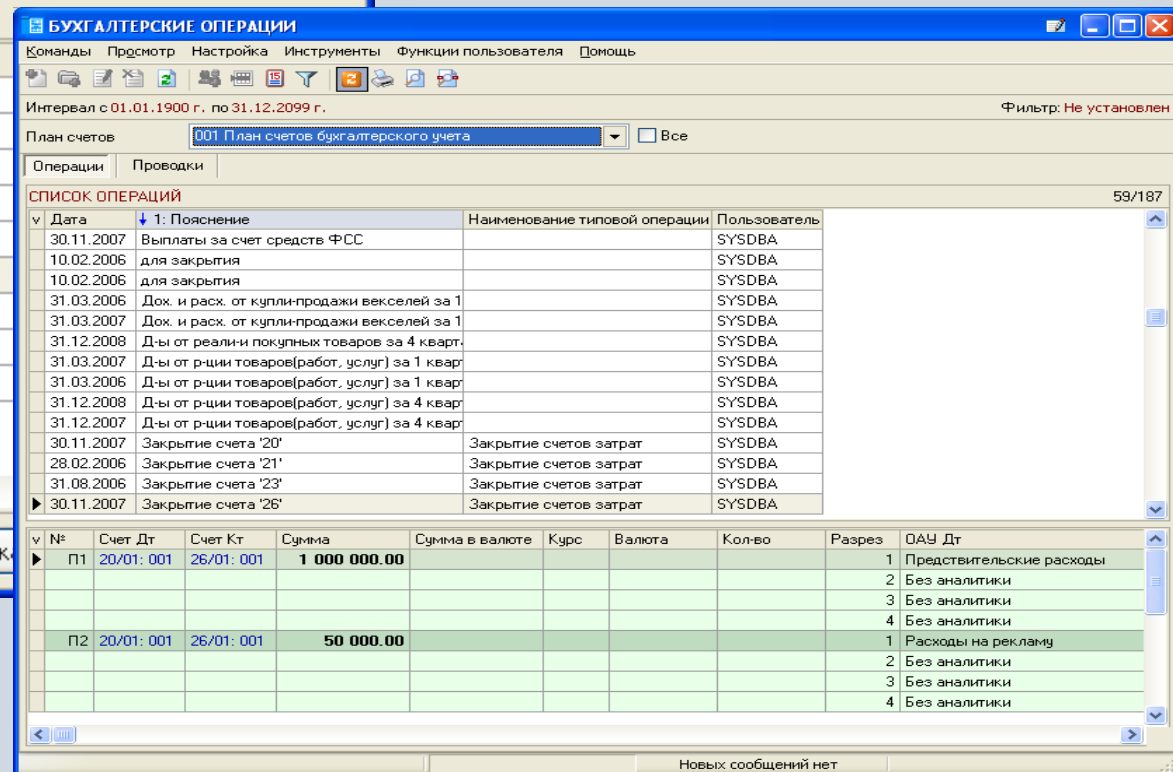 БУХГАЛТЕРСКИЕ ОПЕРАЦИИ
Команды Просмотр Настройка Инструменты Функции пользователя Помощь
Интервал с 01.01.1900 г. по 31.12.2099 г. Фильтр: Не установлен
План счетов 001 План счетов бухгалтерского учета Все
Операции Проводки
СПИСОК ОПЕРАЦИЙ 59/187
v Дата 1: Пояснение Наименование типовой операции Пользователь
30.11.2007 Выплаты за счет средств ФСС SYSDBA
10.02.2006 для закрытия SYSDBA
10.02.2006 для закрытия SYSDBA
31.03.2006 Дох. и расх. от купли-продажи векселей за 1 SYSDBA
31.03.2007 Дох. и расх. от купли-продажи векселей за 1 SYSDBA
31.12.2008 Д-ы от реали-и покупных товаров за 4 кварт. SYSDBA
31.03.2007 Д-ы от р-ции товаров(работ, услуг) за 1 квар SYSDBA
31.03.2006 Д-ы от р-ции товаров(работ, услуг) за 1 квар SYSDBA
31.12.2008 Д-ы от р-ции товаров(работ, услуг) за 4 квар SYSDBA
31.12.2007 Д-ы от р-ции товаров(работ, услуг) за 4 квар SYSDBA
30.11.2007 Закрытие счета '20' Закрытие счетов затрат SYSDBA
28.02.2006 Закрытие счета '21' Закрытие счетов затрат SYSDBA
31.08.2006 Закрытие счета '23' Закрытие счетов затрат SYSDBA
30.11.2007 Закрытие счета '26' Закрытие счетов затрат SYSDBA
v № Счет Дт Счет Кт Сумма Сумма в валюте Курс Валюта Кол-во Разрез ОАУ Дт
П1 20/01: 001 26/01: 001 1 000 000.00 1 Предствительские расходы
2 Без аналитики
3 Без аналитики
4 Без аналитики
П2 20/01: 001 26/01: 001 50 000.00 1 Расходы на рекламу
2 Без аналитики
3 Без аналитики
4 Без аналитики
Новых сообщений нет